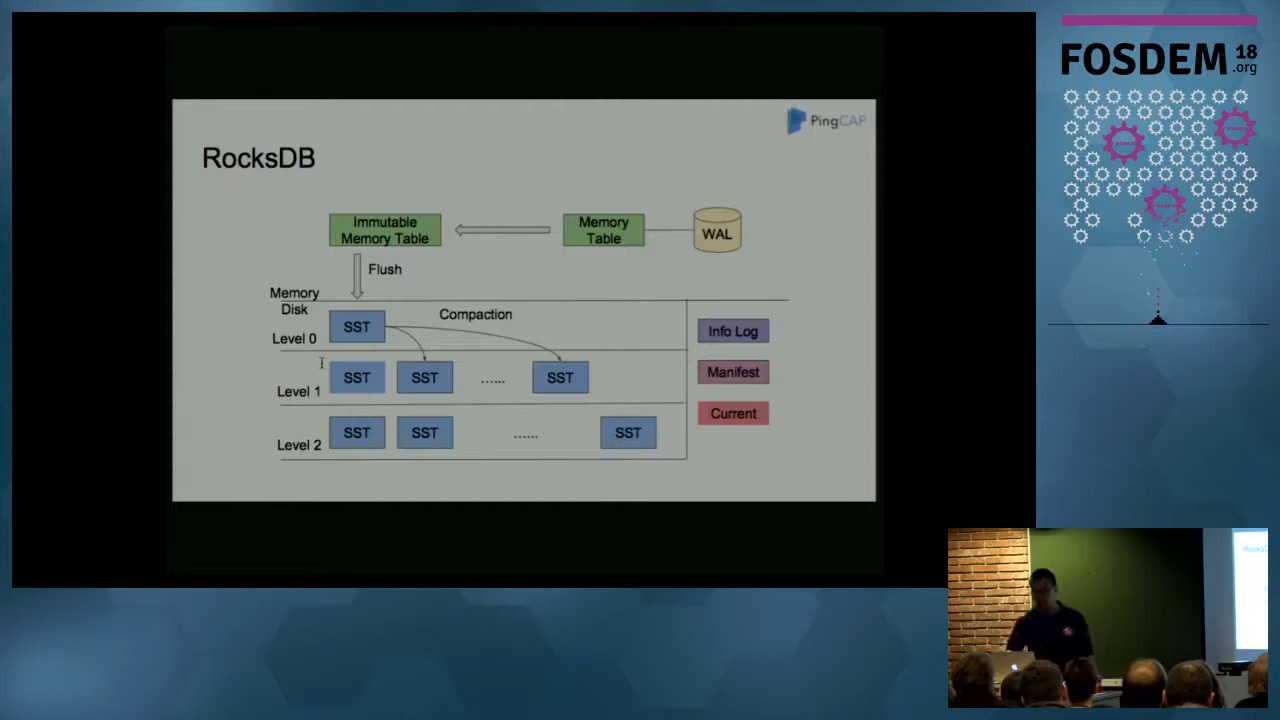 FOSDEM 18
.org
PingCAP
RocksDB
Immutable
Memory Table
Memory
Table
WAL
Flush
Memory
Disk
Compaction
Level 0
SST
Info Log
Level 1
SST
SST
......
SST
Manifest
Current
Level 2
SST
SST
......
SST